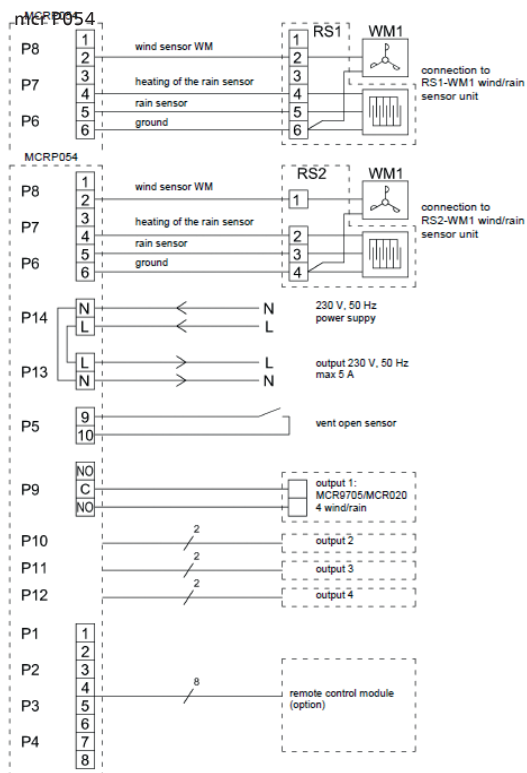 MCRP054
mcr P054
RS1 WM1
P8 1 wind sensor WM 1
2 2
P7 3 heating of the rain sensor 3
4 4
rain sensor
P6 5 ground 5
6 6
connection to
RS1-WM1 wind/rain
sensor unit
MCRP054
RS2 WM1
P8 1 wind sensor WM
2 1
P7 3 heating of the rain sensor
4 2
rain sensor
P6 5 ground 3
6 4
connection to
RS2-WM1 wind/rain
sensor unit
P14 N N 230 V, 50 Hz
L L power suppy
P13 L L output 230 V, 50 Hz
N N max 5 A
P5 9 vent open sensor
10
P9 NO
C
NO
output 1:
MCR9705/MCR020
4 wind/rain
P10 2 output 2
P11 2 output 3
P12 2 output 4
P1 1
2
P2 3
4 8 remote control module
(option)
P3 5
6
P4 7
8